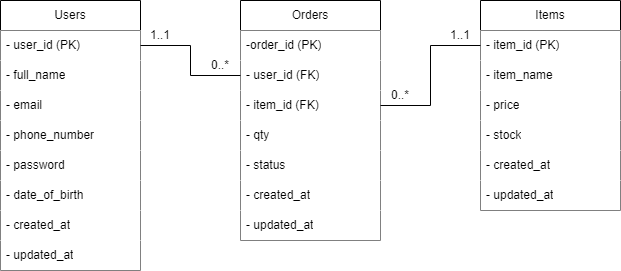 Users
- user_id (PK)
- full_name
- email
- phone_number
- password
- date_of_birth
- created_at
- updated_at
1..1
0..*
Orders
-order_id (PK)
- user_id (FK)
- item_id (FK)
- qty
- status
- created_at
- updated_at
1..1
0..*
Items
- item_id (PK)
- item_name
- price
- stock
- created_at
- updated_at